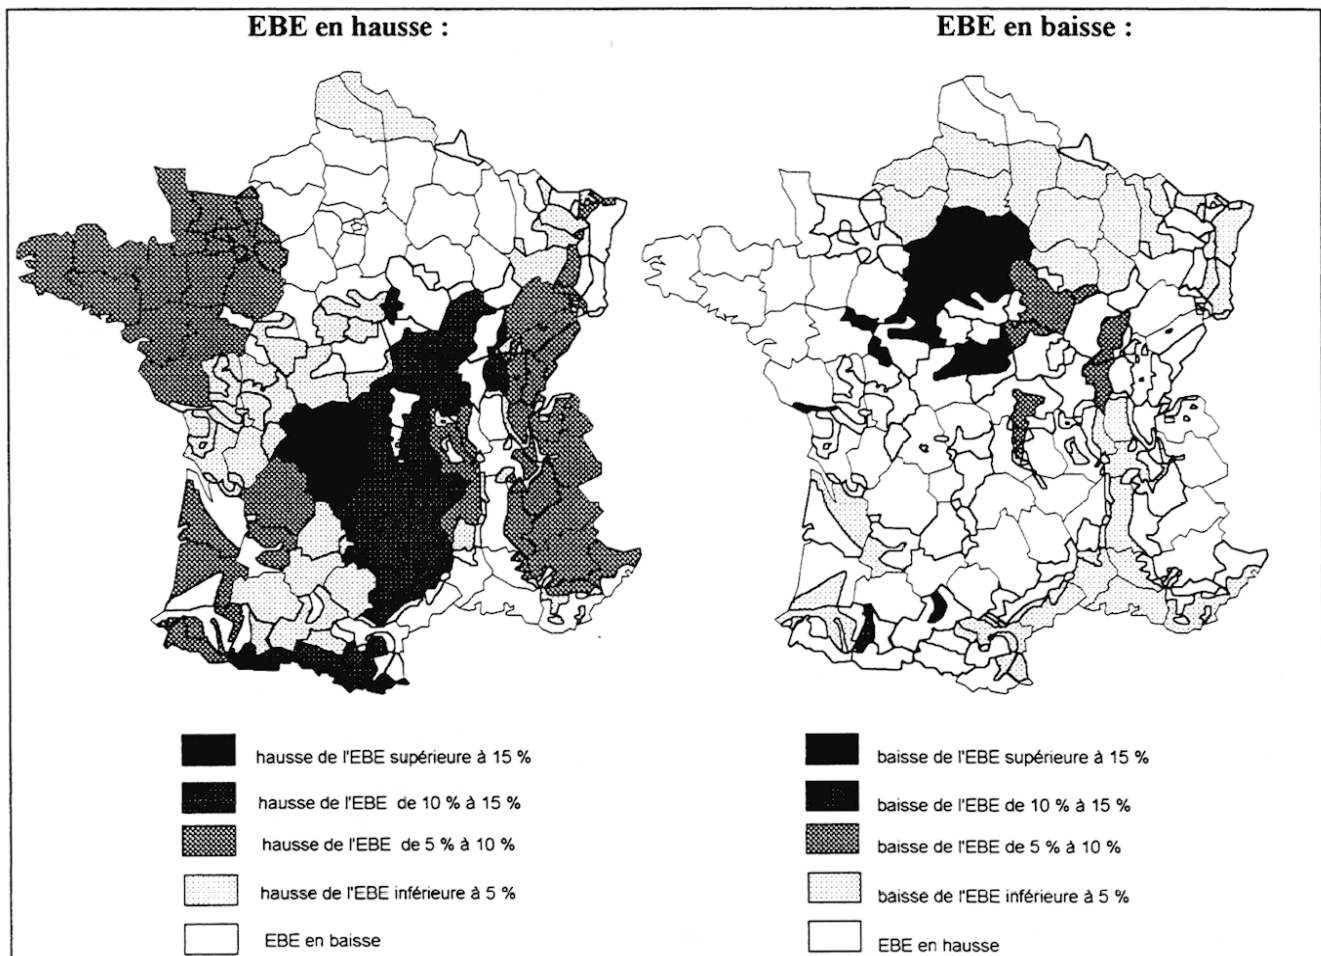 EBE en hausse :
EBE en baisse :
hausse de l'EBE supérieure à 15 %
hausse de l'EBE de 10 % à 15 %
hausse de l'EBE de 5 % à 10 %
hausse de l'EBE inférieure à 5 %
EBE en baisse
baisse de l'EBE supérieure à 15 %
baisse de l'EBE de 10 % à 15 %
baisse de l'EBE de 5 % à 10 %
baisse de l'EBE inférieure à 5 %
EBE en hausse